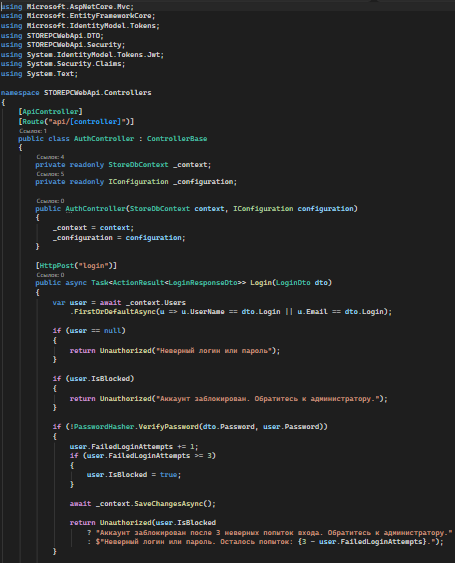 using Microsoft.AspNetCore.Mvc;
using Microsoft.EntityFrameworkCore;
using Microsoft.IdentityModel.Tokens;
using STOREPCWebApi.DTO;
using STOREPCWebApi.Security;
using System.IdentityModel.Tokens.Jwt;
using System.Security.Claims;
using System.Text;
namespace STOREPCWebApi.Controllers
{
[ApiController]
[Route("api/[controller]")]
Ссылок: 1
public class AuthController : ControllerBase
{
Ссылок: 4
private readonly StoreDbContext _context;
Ссылок: 5
private readonly IConfiguration _configuration;
Ссылок: 0
public AuthController(StoreDbContext context, IConfiguration configuration)
{
_context = context;
_configuration = configuration;
}
[HttpPost("login")]
Ссылок: 0
public async Task<ActionResult<LoginResponseDto>> Login(LoginDto dto)
{
var user = await _context.Users
.FirstOrDefaultAsync(u => u.UserName == dto.Login || u.Email == dto.Login);
if (user == null)
{
return Unauthorized("Неверный логин или пароль");
}
if (user.IsBlocked)
{
return Unauthorized("Аккаунт заблокирован. Обратитесь к администратору.");
}
if (!PasswordHasher.VerifyPassword(dto.Password, user.Password))
{
user.FailedLoginAttempts += 1;
if (user.FailedLoginAttempts >= 3)
{
user.IsBlocked = true;
}
await _context.SaveChangesAsync();
return Unauthorized(user.IsBlocked
? "Аккаунт заблокирован после 3 неверных попыток входа. Обратитесь к администратору."
: $"Неверный логин или пароль. Осталось попыток: {3 - user.FailedLoginAttempts}.");
}